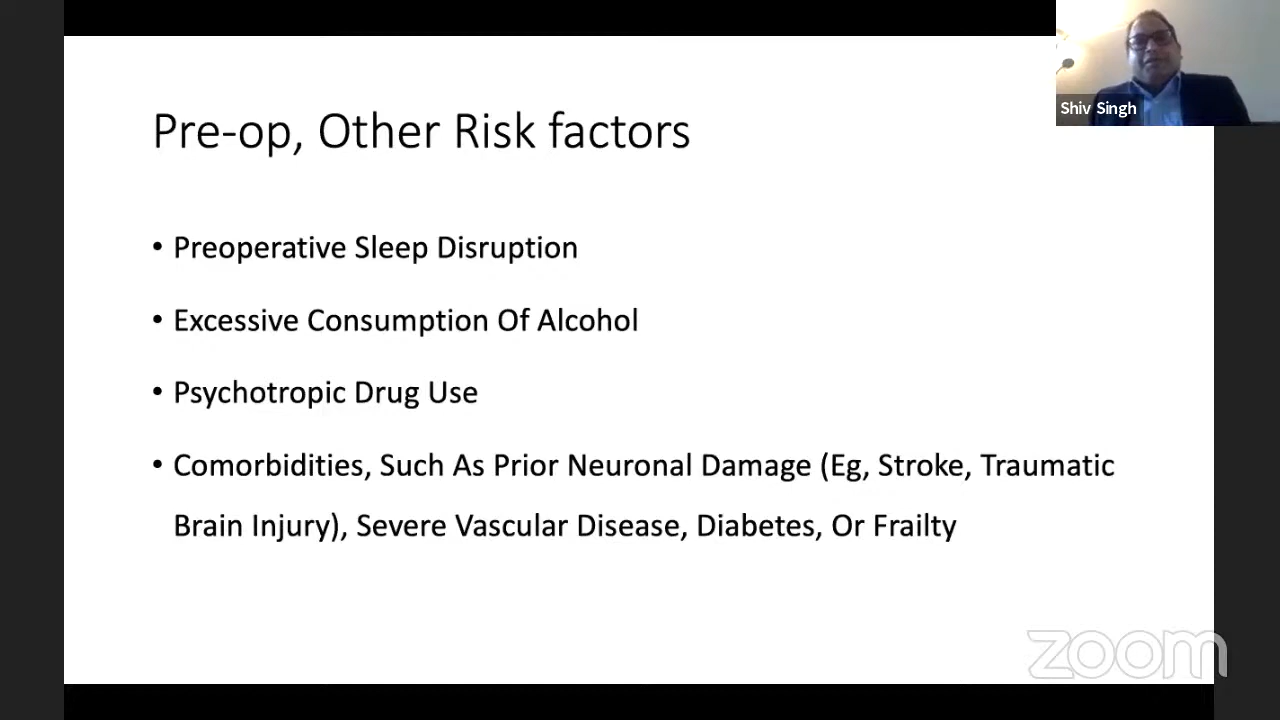 Shiv Singh
Pre-op, Other Risk factors
• Preoperative Sleep Disruption
• Excessive Consumption Of Alcohol
• Psychotropic Drug Use
• Comorbidities, Such As Prior Neuronal Damage (Eg, Stroke, Traumatic
Brain Injury), Severe Vascular Disease, Diabetes, Or Frailty
zoom